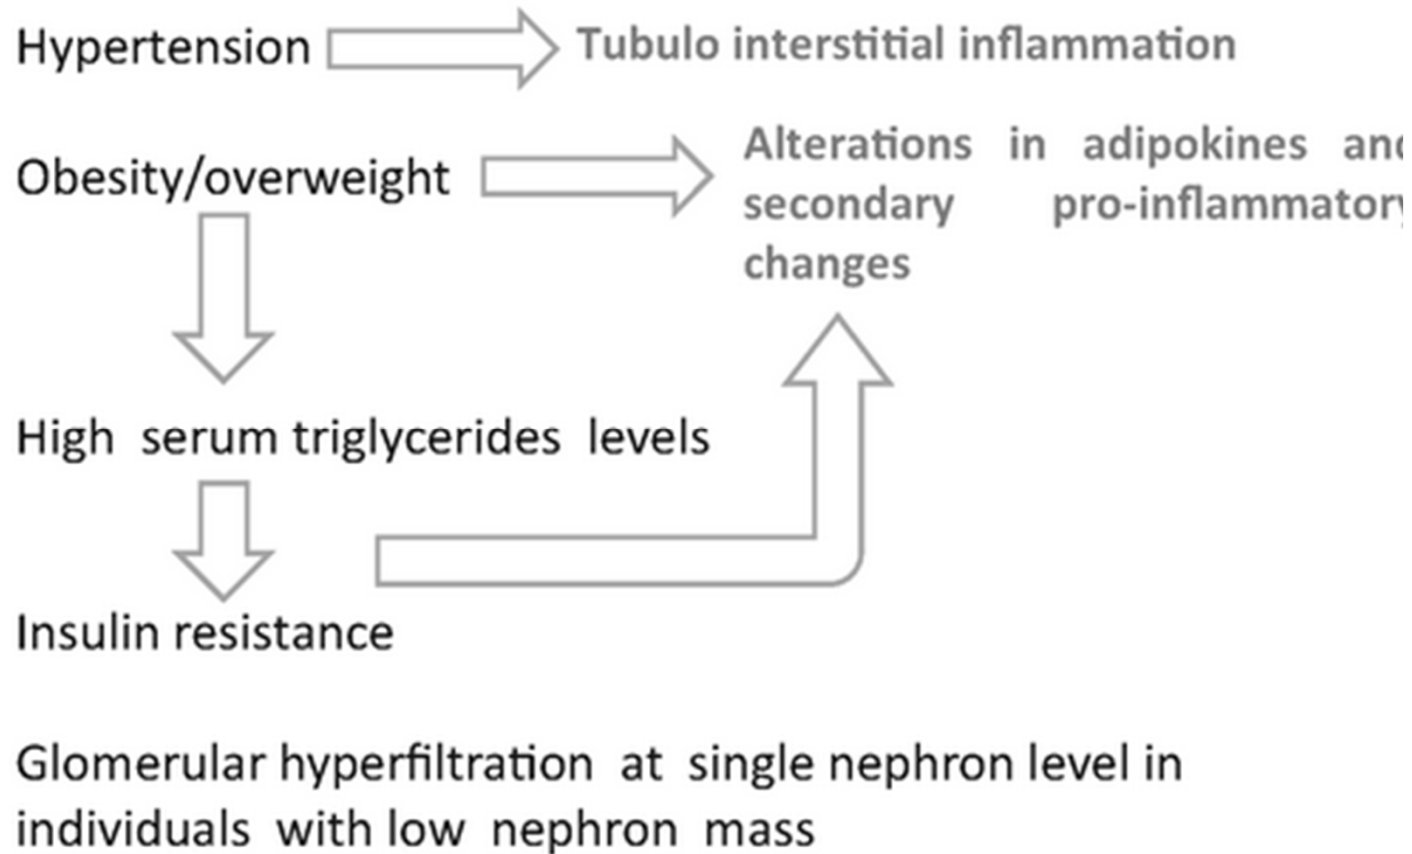 Hypertension
Tubulo interstitial inflammation
Obesity/overweight
Alterations in adipokines and
secondary pro-inflammatory
changes
High serum triglycerides levels
Insulin resistance
Glomerular hyperfiltration at single nephron level in
individuals with low nephron mass